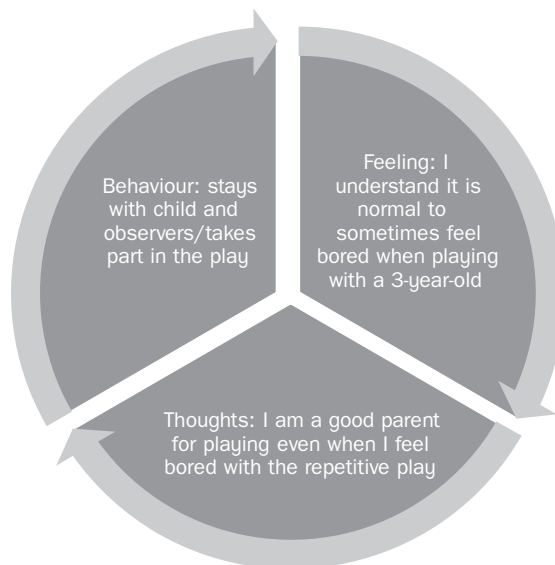 Behaviour: stays
with child and
observers/takes
part in the play
Feeling: I
understand it is
normal to
sometimes feel
bored when playing
with a 3-year-old
Thoughts: I am a good parent
for playing even when I feel
bored with the repetitive play